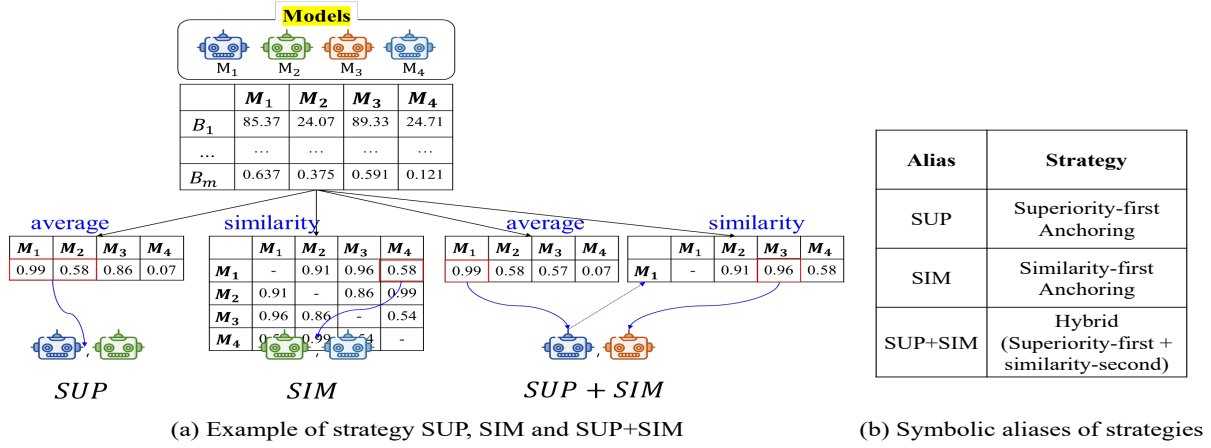 Models
M1 M2 M3 M4
M1 M2 M3 M4
B1 85.37 24.07 89.33 24.71
... ... ... ... ...
Bm 0.637 0.375 0.591 0.121
average
M1 M2 M3 M4
0.99 0.58 0.86 0.07
similarity
M1 M2 M3 M4
M1 - 0.91 0.96 0.58
M2 0.91 - 0.86 0.99
M3 0.96 0.86 - 0.54
M4 0.99 -
average
M1 M2 M3 M4
0.99 0.58 0.57 0.07
similarity
M1 M2 M3 M4
M1 - 0.91 0.96 0.58
,
,
,
SUP
SIM
SUP + SIM
(a) Example of strategy SUP, SIM and SUP+SIM
Alias Strategy
SUP Superiority-first
Anchoring
SIM Similarity-first
Anchoring
SUP+SIM Hybrid
(Superiority-first +
similarity-second)
(b) Symbolic aliases of strategies